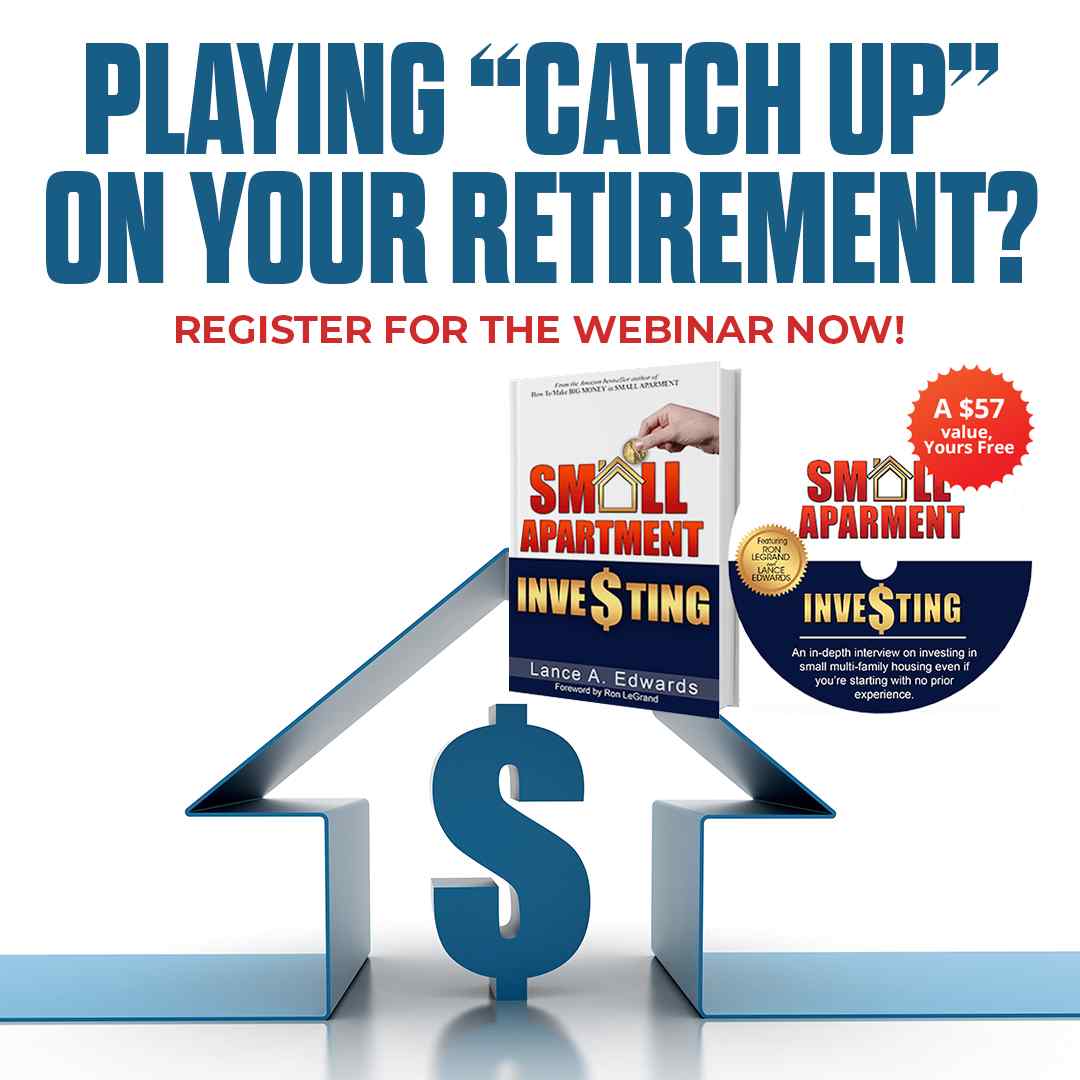 PLAYING “CATCH UP”
ON YOUR RETIREMENT?
REGISTER FOR THE WEBINAR NOW!
From the Amazon bestseller author of:
How To Make BIG MONEY in SMALL APARMENT
SMALL
APARTMENT
INVE$TING
Lance A. Edwards
Foreword by Ron LeGrand
A $57
value,
Yours Free
SMALL
APARMENT
Featuring
RON
LEGRAND
and
LANCE
EDWARDS
INVE$TING
An in-depth interview on investing in
small multi-family housing even if
you're starting with no prior
experience.
$